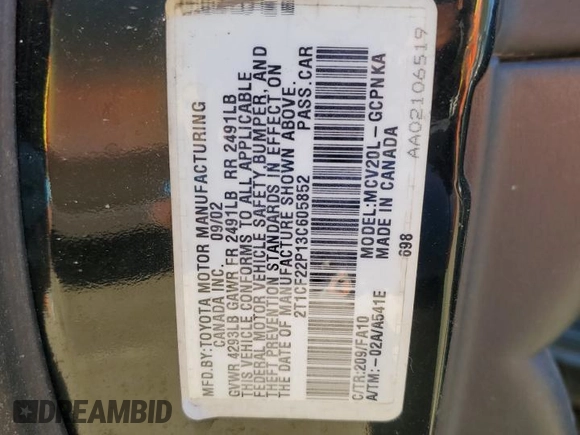 MFD.BY:TOYOTA MOTOR MANUFACTURING
CANADA INC. 09/02
GVWR 4293LB GAWR FR 2491LB RR 2491LB
THIS VEHICLE CONFORMS TO ALL APPLICABLE
FEDERAL MOTOR VEHICLE SAFETY BUMPER, AND
THEFT PREVENTION STANDARDS IN EFFECT ON
THE DATE OF MANUFACTURE SHOWN ABOVE.
2T1CF22P13C605852 PASS.CAR
C/TR:209/FA10 MODEL:MCV20L-GCPNKA
A/TM:-02A/A541E MADE IN CANADA
698
AA02106519
DREAMBID